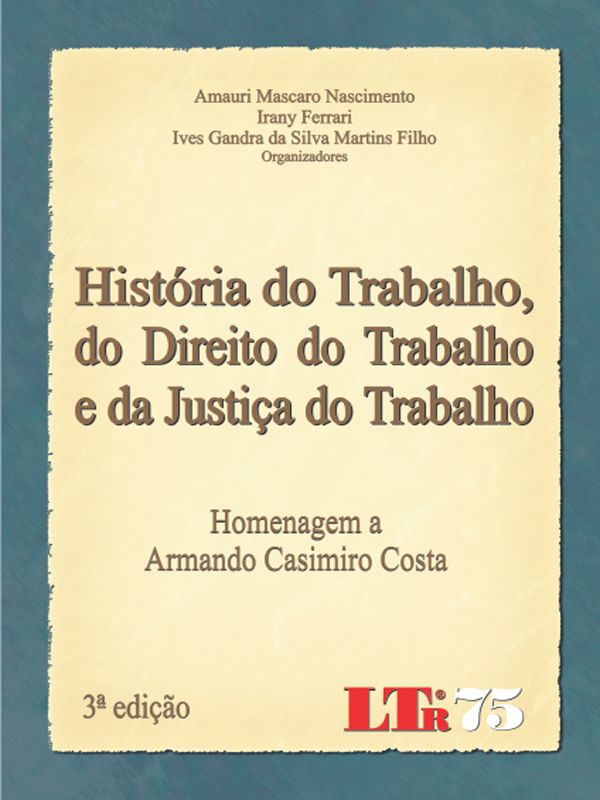 Amauri Mascaro Nascimento
Irany Ferrari
Ives Gandra da Silva Martins Filho
Organizadores
História do Trabalho,
do Direito do Trabalho
e da Justiça do Trabalho
Homenagem a
Armando Casimiro Costa
3ª edição
LTR® 75